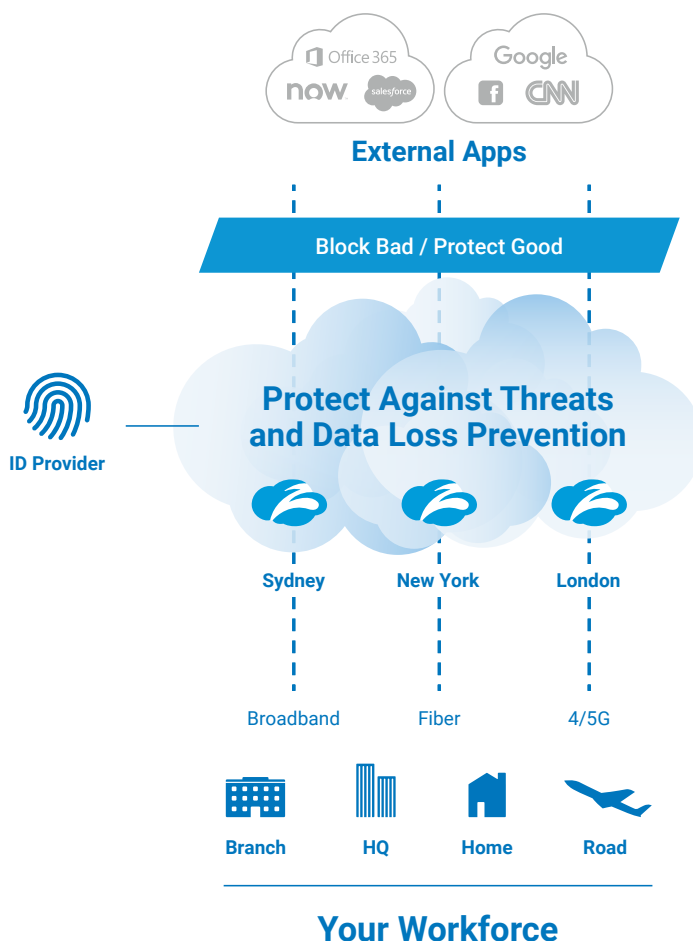 Office 365
Google
now
salesforce
f
CNN
External Apps
Block Bad / Protect Good
Protect Against Threats
and Data Loss Prevention
ID Provider
Sydney
New York
London
Broadband
Fiber
4/5G
Branch
HQ
Home
Road
Your Workforce